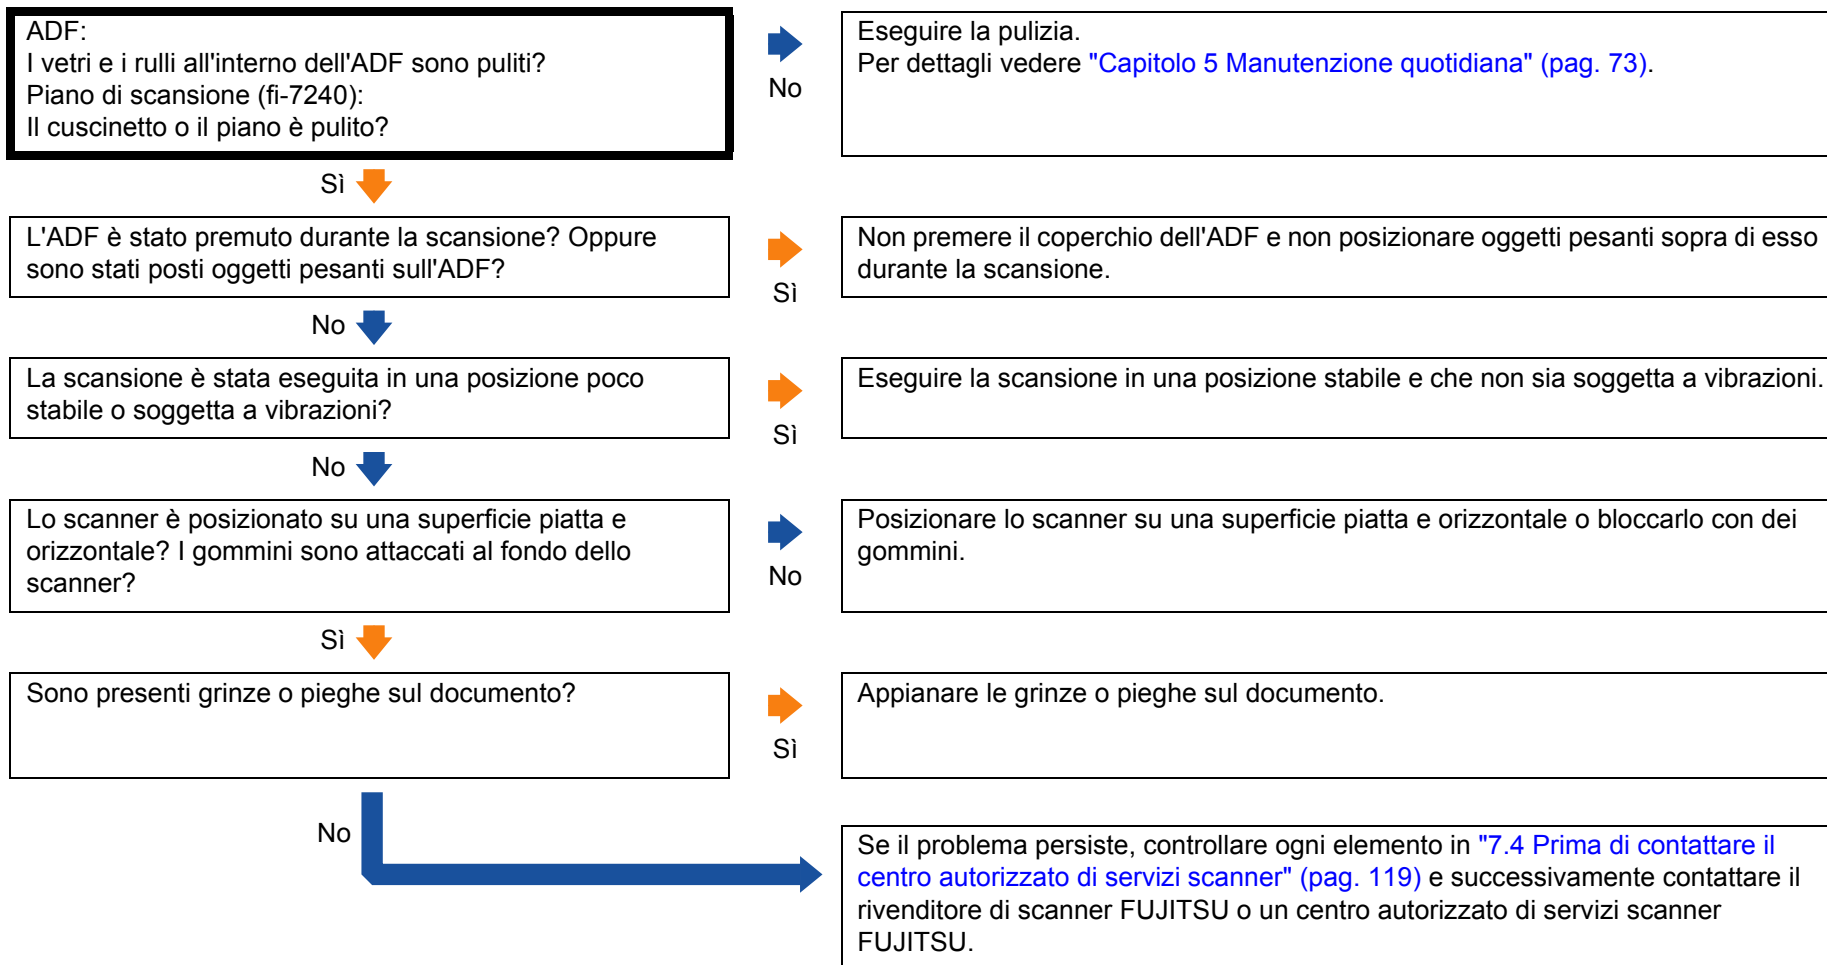 ADF:
I vetri e i rulli all'interno dell'ADF sono puliti?
Piano di scansione (fi-7240):
Il cuscinetto o il piano è pulito?
No
Eseguire la pulizia.
Per dettagli vedere "Capitolo 5 Manutenzione quotidiana" (pag. 73).
Sì
L'ADF è stato premuto durante la scansione? Oppure
sono stati posti oggetti pesanti sull'ADF?
Sì
Non premere il coperchio dell'ADF e non posizionare oggetti pesanti sopra di esso
durante la scansione.
No
La scansione è stata eseguita in una posizione poco
stabile o soggetta a vibrazioni?
Sì
Eseguire la scansione in una posizione stabile e che non sia soggetta a vibrazioni.
No
Lo scanner è posizionato su una superficie piatta e
orizzontale? I gommini sono attaccati al fondo dello
scanner?
No
Posizionare lo scanner su una superficie piatta e orizzontale o bloccarlo con dei
gommini.
Sì
Sono presenti grinze o pieghe sul documento?
Sì
Appianare le grinze o pieghe sul documento.
No
Se il problema persiste, controllare ogni elemento in "7.4 Prima di contattare il
centro autorizzato di servizi scanner" (pag. 119) e successivamente contattare il
rivenditore di scanner FUJITSU o un centro autorizzato di servizi scanner
FUJITSU.